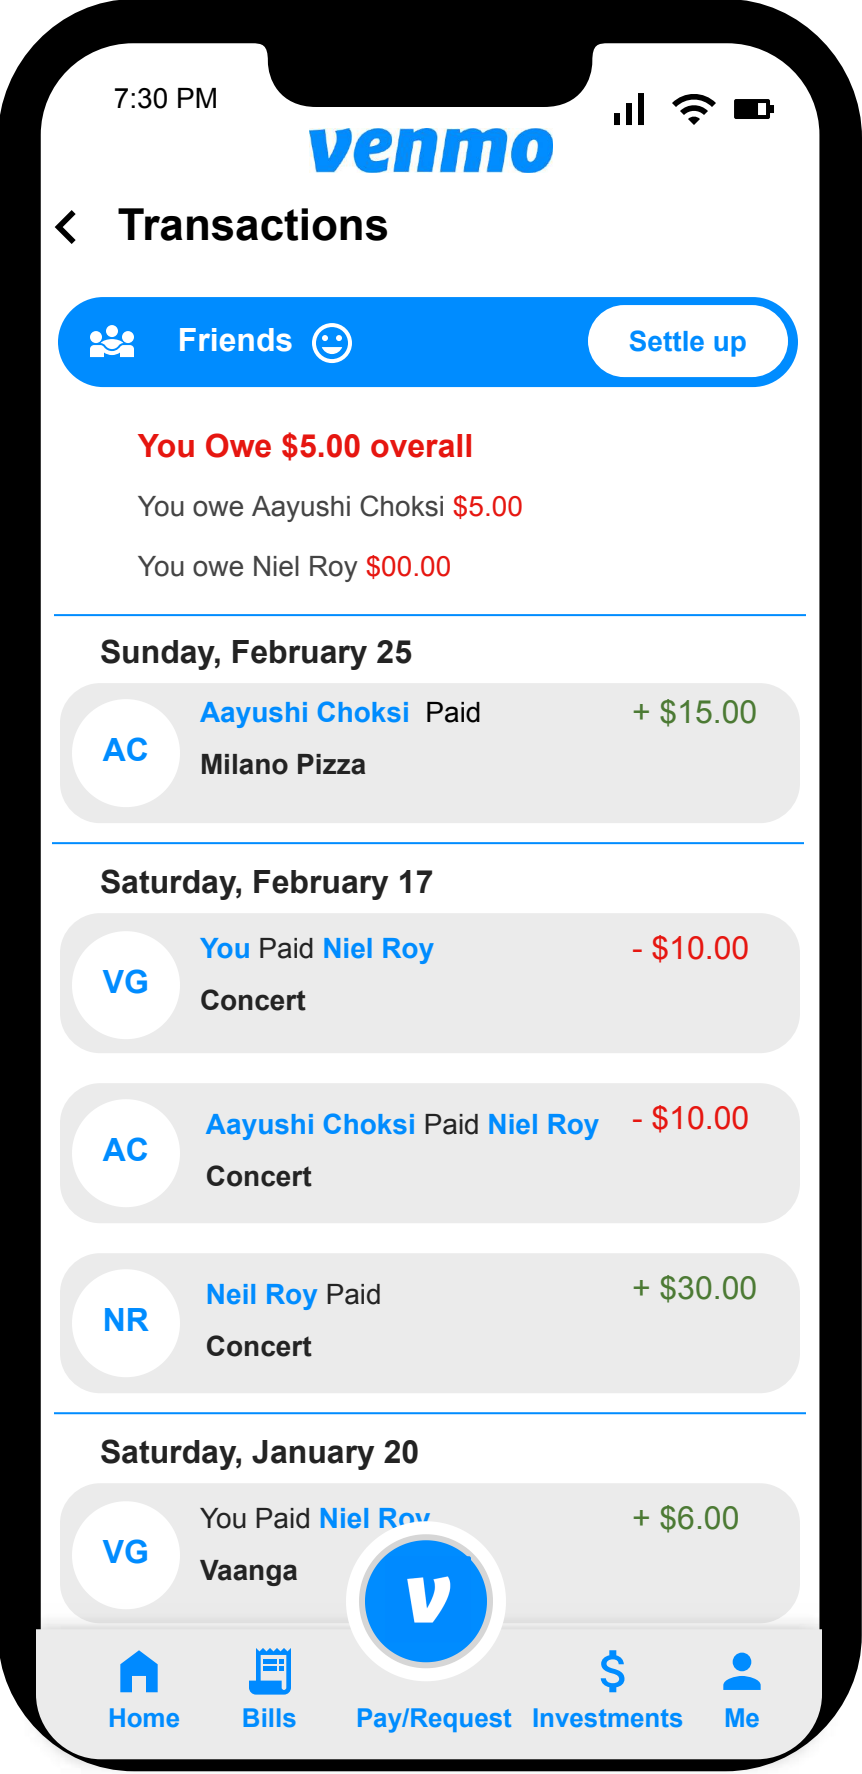 7:30 PM
venmo
Transactions
Friends
Settle up
You Owe $5.00 overall
You owe Aayushi Choksi $5.00
You owe Niel Roy $00.00
Sunday, February 25
AC
Aayushi Choksi Paid + $15.00
Milano Pizza
Saturday, February 17
VG
You Paid Niel Roy - $10.00
Concert
AC
Aayushi Choksi Paid Niel Roy - $10.00
Concert
NR
Neil Roy Paid + $30.00
Concert
Saturday, January 20
VG
You Paid Niel Roy + $6.00
Vaanga
v
Home Bills Pay/Request Investments Me